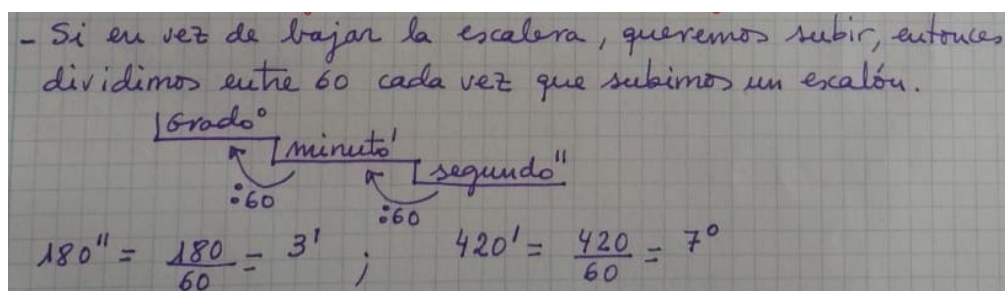 - Si en vez de bajar la escalera, queremos subir, entonces
dividimos entre 60 cada vez que subimos un escalón.
Grado°
minuto'
segundo"
:60
:60
180" = 180/60 = 3' ; 420' = 420/60 = 7°